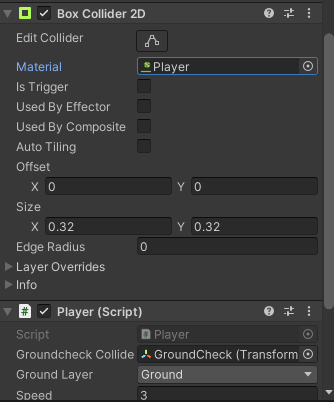 Box Collider 2D
Edit Collider
Material Player
Is Trigger
Used By Effector
Used By Composite
Auto Tiling
Offset
X 0 Y 0
Size
X 0.32 Y 0.32
Edge Radius 0
Layer Overrides
Info
# Player (Script)
Script Player
Groundcheck Collide GroundCheck (Transform
Ground Layer Ground
Speed 3